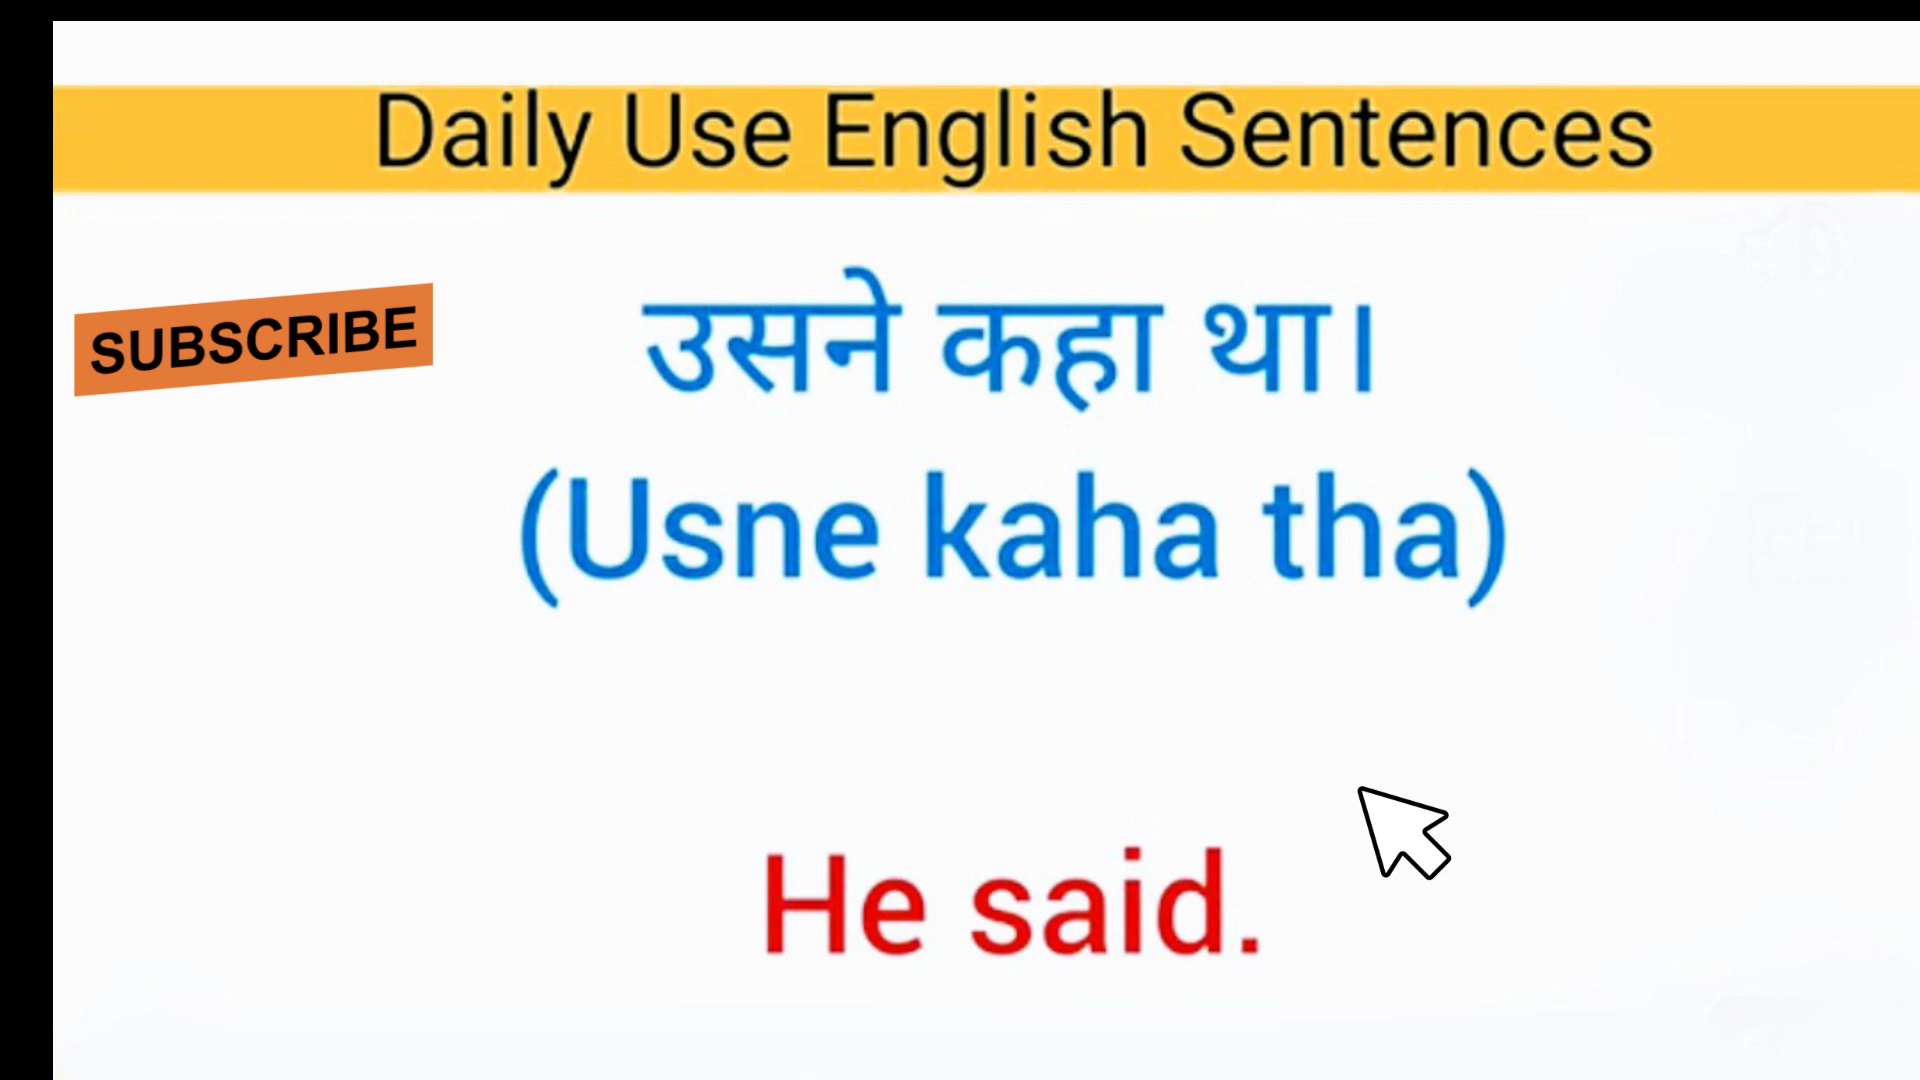 Daily Use English Sentences
SUBSCRIBE
उसने कहा था।
(Usne kaha tha)
He said.